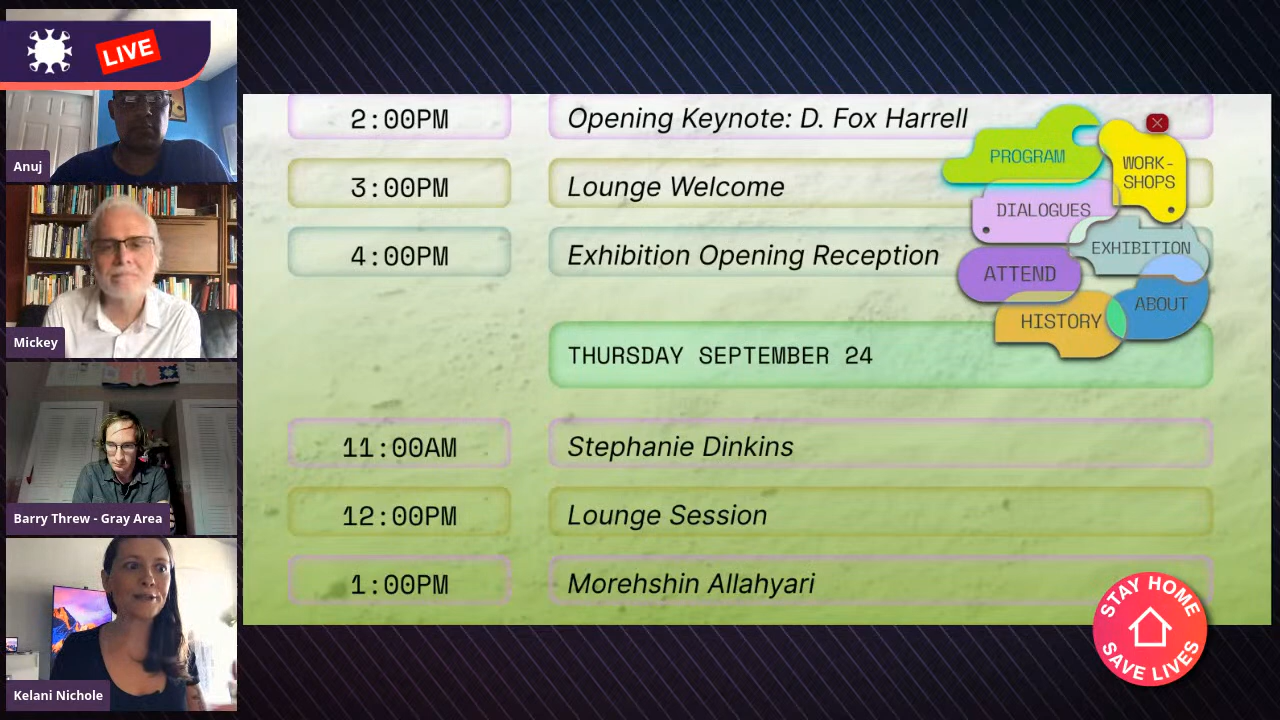 LIVE
Anuj
Mickey
Barry Threw - Gray Area
Kelani Nichole
2:00PM Opening Keynote: D. Fox Harrell
3:00PM Lounge Welcome
4:00PM Exhibition Opening Reception
THURSDAY SEPTEMBER 24
11:00AM Stephanie Dinkins
12:00PM Lounge Session
1:00PM Morehshin Allahyari
PROGRAM
WORK-
SHOPS
DIALOGUES
EXHIBITION
ATTEND
ABOUT
HISTORY
STAY HOME
SAVE LIVES